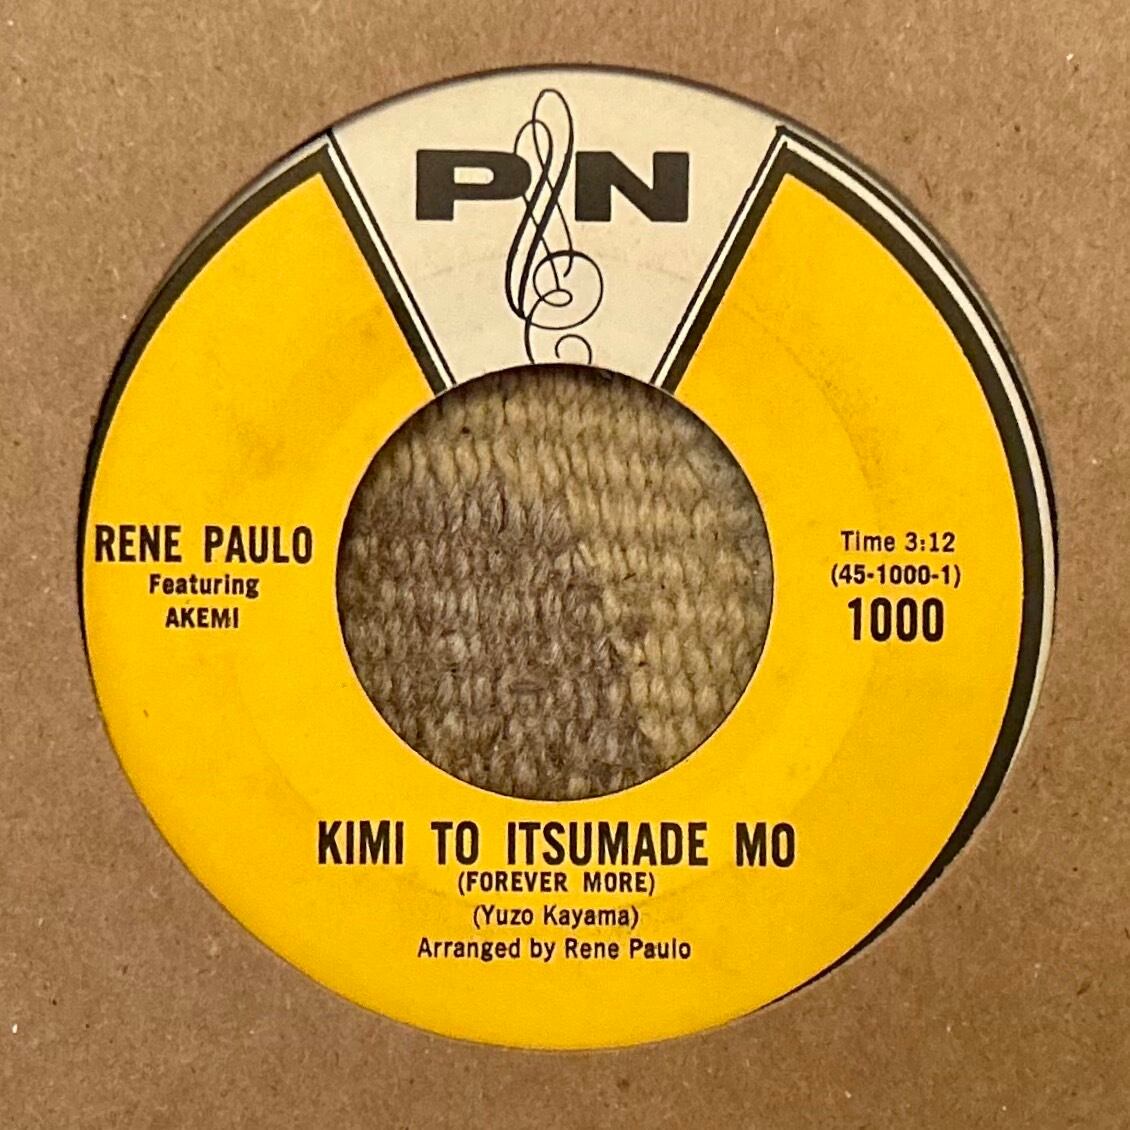 P N
RENE PAULO
Featuring
AKEMI
Time 3:12
(45-1000-1)
1000
KIMI TO ITSUMADE MO
(FOREVER MORE)
(Yuzo Kayama)
Arranged by Rene Paulo